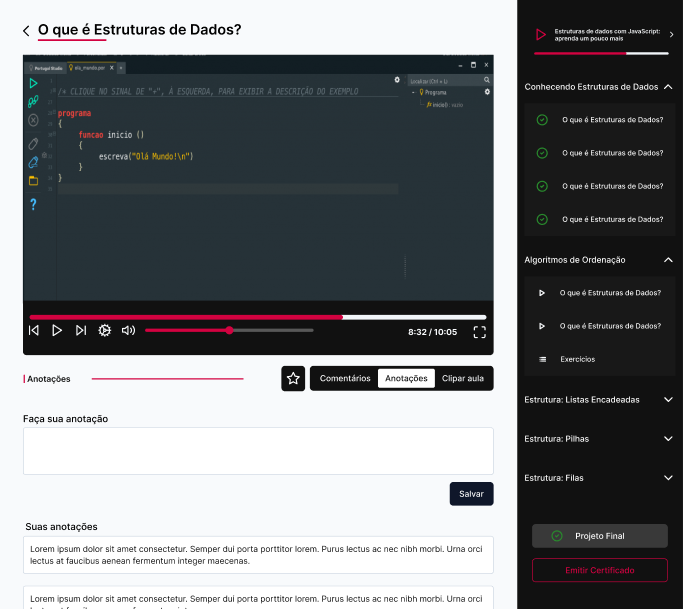 O que é Estruturas de Dados?
Portugol Studio
ola_mundo.por
/* CLIQUE NO SINAL DE "+", À ESQUERDA, PARA EXIBIR A DESCRIÇÃO DO EXEMPLO
programa
{
funcao inicio ()
{
escreva("Olá Mundo!\n")
}
}
Localizar (Ctrl + L)
Programa
inicio() : vazio
8:32 / 10:05
Anotações
Comentários
Anotações
Clipar aula
Faça sua anotação
Salvar
Suas anotações
Lorem ipsum dolor sit amet consectetur. Semper dui porta porttitor lorem. Purus lectus ac nec nibh morbi. Urna orci
lectus at faucibus aenean fermentum integer maecenas.
Lorem ipsum dolor sit amet consectetur. Semper dui porta porttitor lorem. Purus lectus ac nec nibh morbi. Urna orci
Estruturas de dados com JavaScript:
aprenda um pouco mais
Conhecendo Estruturas de Dados
O que é Estruturas de Dados?
O que é Estruturas de Dados?
O que é Estruturas de Dados?
O que é Estruturas de Dados?
Algoritmos de Ordenação
O que é Estruturas de Dados?
O que é Estruturas de Dados?
Exercícios
Estrutura: Listas Encadeadas
Estrutura: Pilhas
Estrutura: Filas
Projeto Final
Emitir Certificado